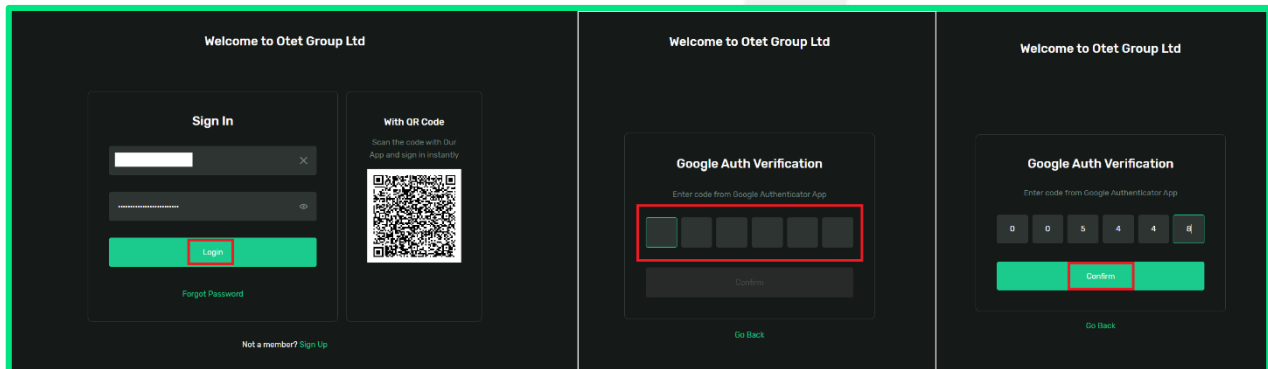 Welcome to Otet Group Ltd
Sign In
Login
Forgot Password
With QR Code
Scan the code with Our
App and sign in instantly
Not a member? Sign Up
Welcome to Otet Group Ltd
Google Auth Verification
Enter code from Google Authenticator App
Confirm
Go Back
Welcome to Otet Group Ltd
Google Auth Verification
Enter code from Google Authenticator App
0 0 5 4 4 8
Confirm
Go Back